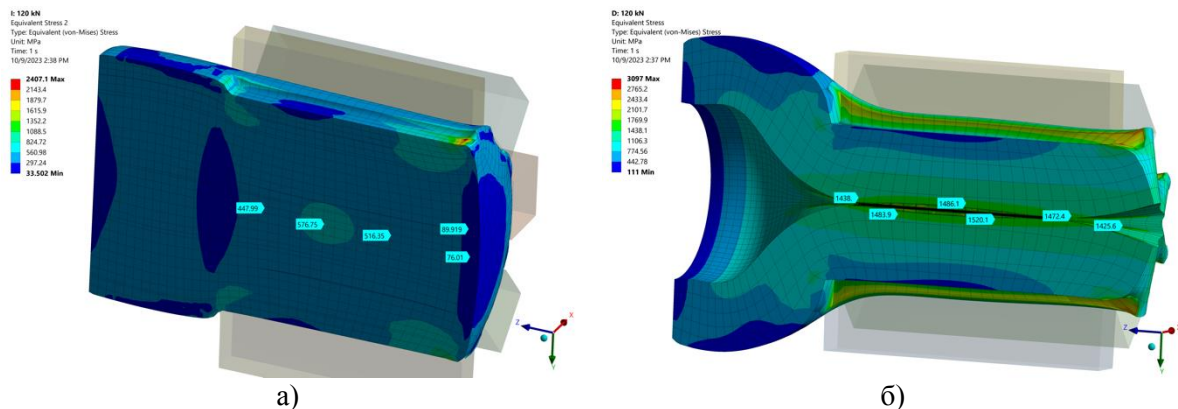 I: 120 kN
Equivalent Stress 2
Type: Equivalent (von-Mises) Stress
Unit: MPa
Time: 1 s
10/9/2023 2:38 PM
2407.1 Max
2143.4
1879.7
1615.9
1352.2
1088.5
824.72
560.98
297.24
33.502 Min
447.99
576.75
516.35
89.919
76.01
Z
X
Y
а)
D: 120 kN
Equivalent Stress
Type: Equivalent (von-Mises) Stress
Unit: MPa
Time: 1 s
10/9/2023 2:37 PM
3097 Max
2765.2
2433.4
2101.7
1769.9
1438.1
1106.3
774.56
442.78
111 Min
1438.
1483.9
1486.1
1520.1
1472.4
1425.6
Z
X
Y
б)